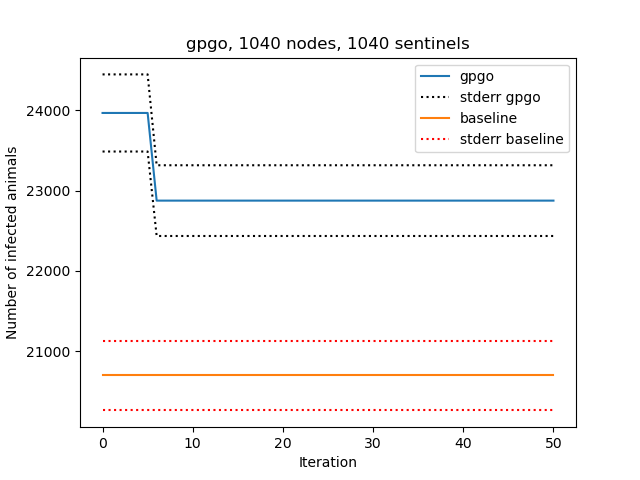 gpgo, 1040 nodes, 1040 sentinels
gpgo
stderr gpgo
baseline
stderr baseline
Number of infected animals
24000
23000
22000
21000
0 10 20 30 40 50
Iteration